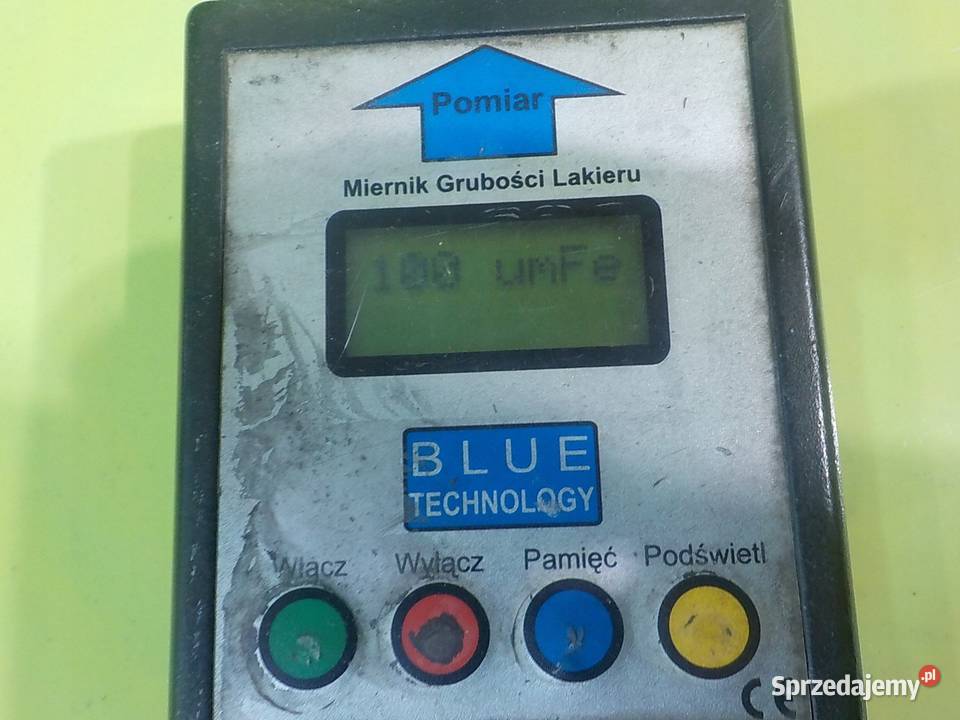 Pomiar
Miernik Grubości Lakieru
100 umFe
BLUE
TECHNOLOGY
Włącz Wyłącz Pamięć Podświetl
CE
Sprzedajemy.pl